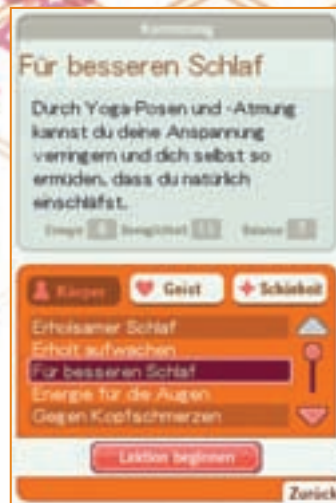 Für besseren Schlaf
Durch Yoga-Posen und -Atmung
kannst du deine Anspannung
verringern und dich selbst so
ermüden, dass du natürlich
einschläfst.
Energie Beweglichkeit Balance
Körper Geist Schönheit
Erholsamer Schlaf
Erholt aufwachen
Für besseren Schlaf
Energie für die Augen
Gegen Kopfschmerzen
Lektion beginnen
Zurück